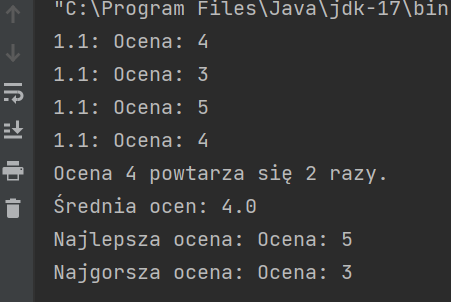 "C:\Program Files\Java\jdk-17\bin
1.1: Ocena: 4
1.1: Ocena: 3
1.1: Ocena: 5
1.1: Ocena: 4
Ocena 4 powtarza się 2 razy.
Średnia ocen: 4.0
Najlepsza ocena: Ocena: 5
Najgorsza ocena: Ocena: 3